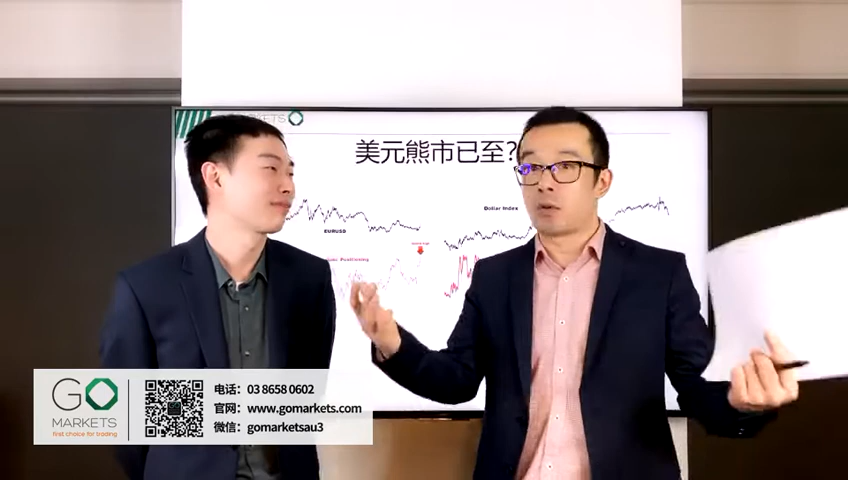 美元熊市已至?
Dollar Index
EURUSD
GO
MARKETS
first choice for trading
电话: 03 8658 0602
官网: www.gomarkets.com
微信: gomarketsau3